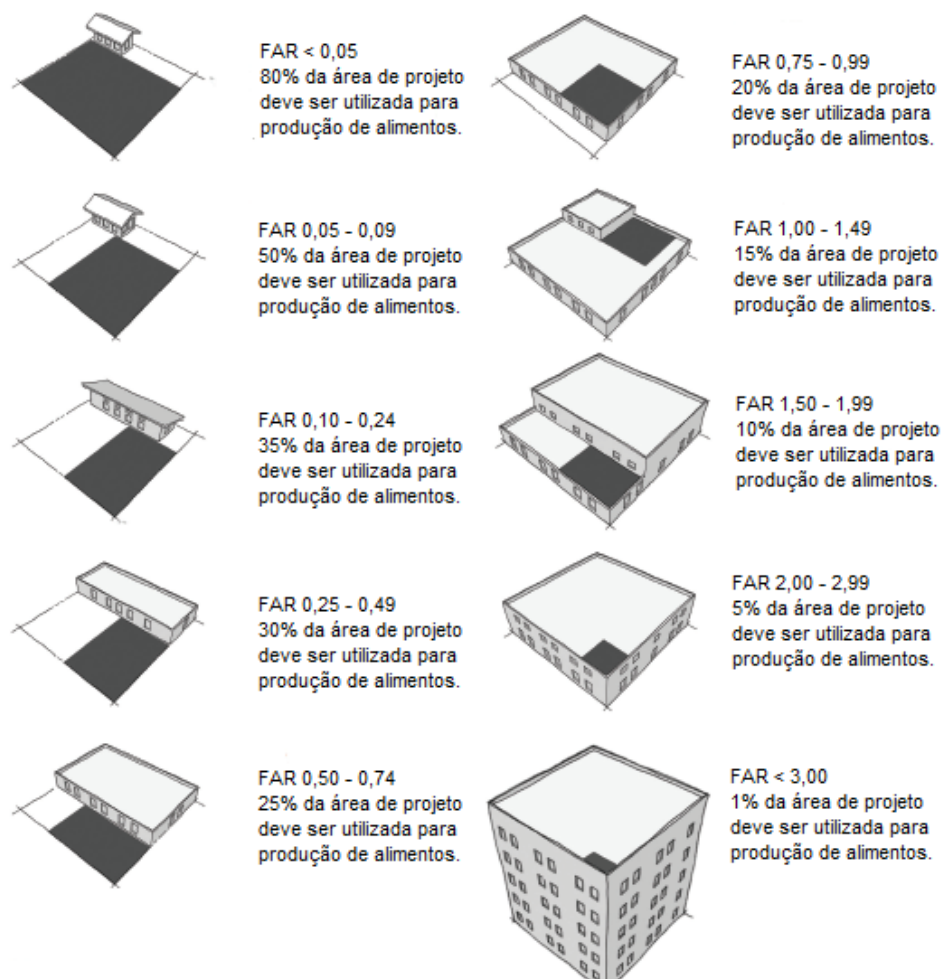 FAR < 0,05
80% da área de projeto
deve ser utilizada para
produção de alimentos.
FAR 0,05 - 0,09
50% da área de projeto
deve ser utilizada para
produção de alimentos.
FAR 0,10 - 0,24
35% da área de projeto
deve ser utilizada para
produção de alimentos.
FAR 0,25 - 0,49
30% da área de projeto
deve ser utilizada para
produção de alimentos.
FAR 0,50 - 0,74
25% da área de projeto
deve ser utilizada para
produção de alimentos.
FAR 0,75 - 0,99
20% da área de projeto
deve ser utilizada para
produção de alimentos.
FAR 1,00 - 1,49
15% da área de projeto
deve ser utilizada para
produção de alimentos.
FAR 1,50 - 1,99
10% da área de projeto
deve ser utilizada para
produção de alimentos.
FAR 2,00 - 2,99
5% da área de projeto
deve ser utilizada para
produção de alimentos.
FAR < 3,00
1% da área de projeto
deve ser utilizada para
produção de alimentos.